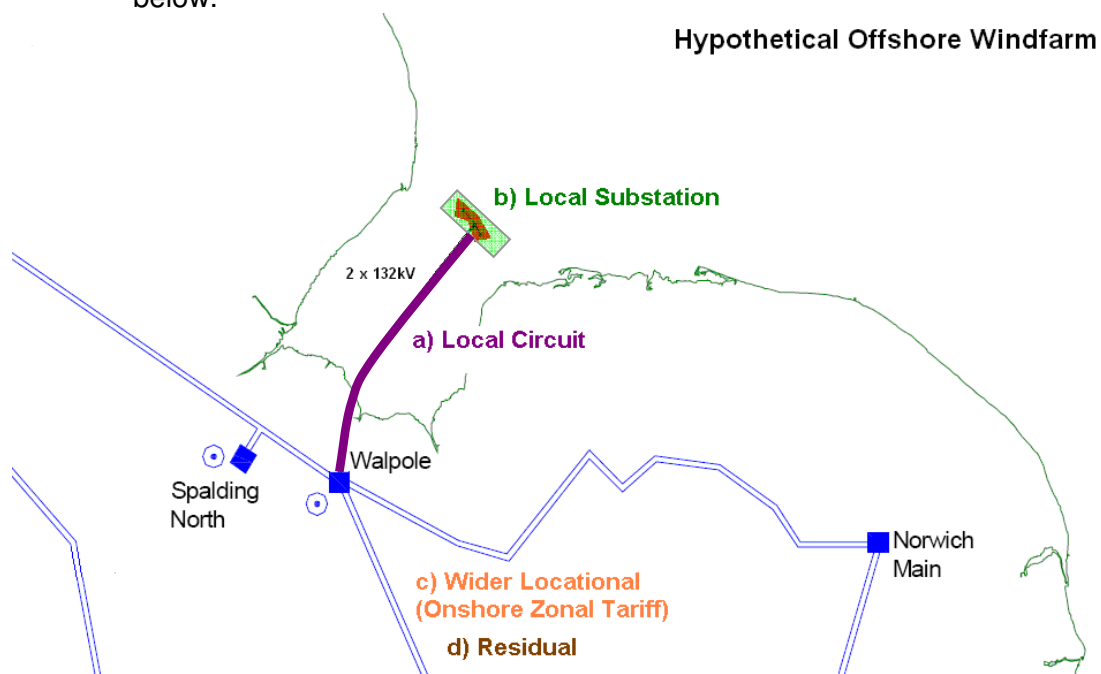 below.
Hypothetical Offshore Windfarm
b) Local Substation
2 x 132kV
a) Local Circuit
Walpole
Spalding
North
Norwich
Main
c) Wider Locational
(Onshore Zonal Tariff)
d) Residual